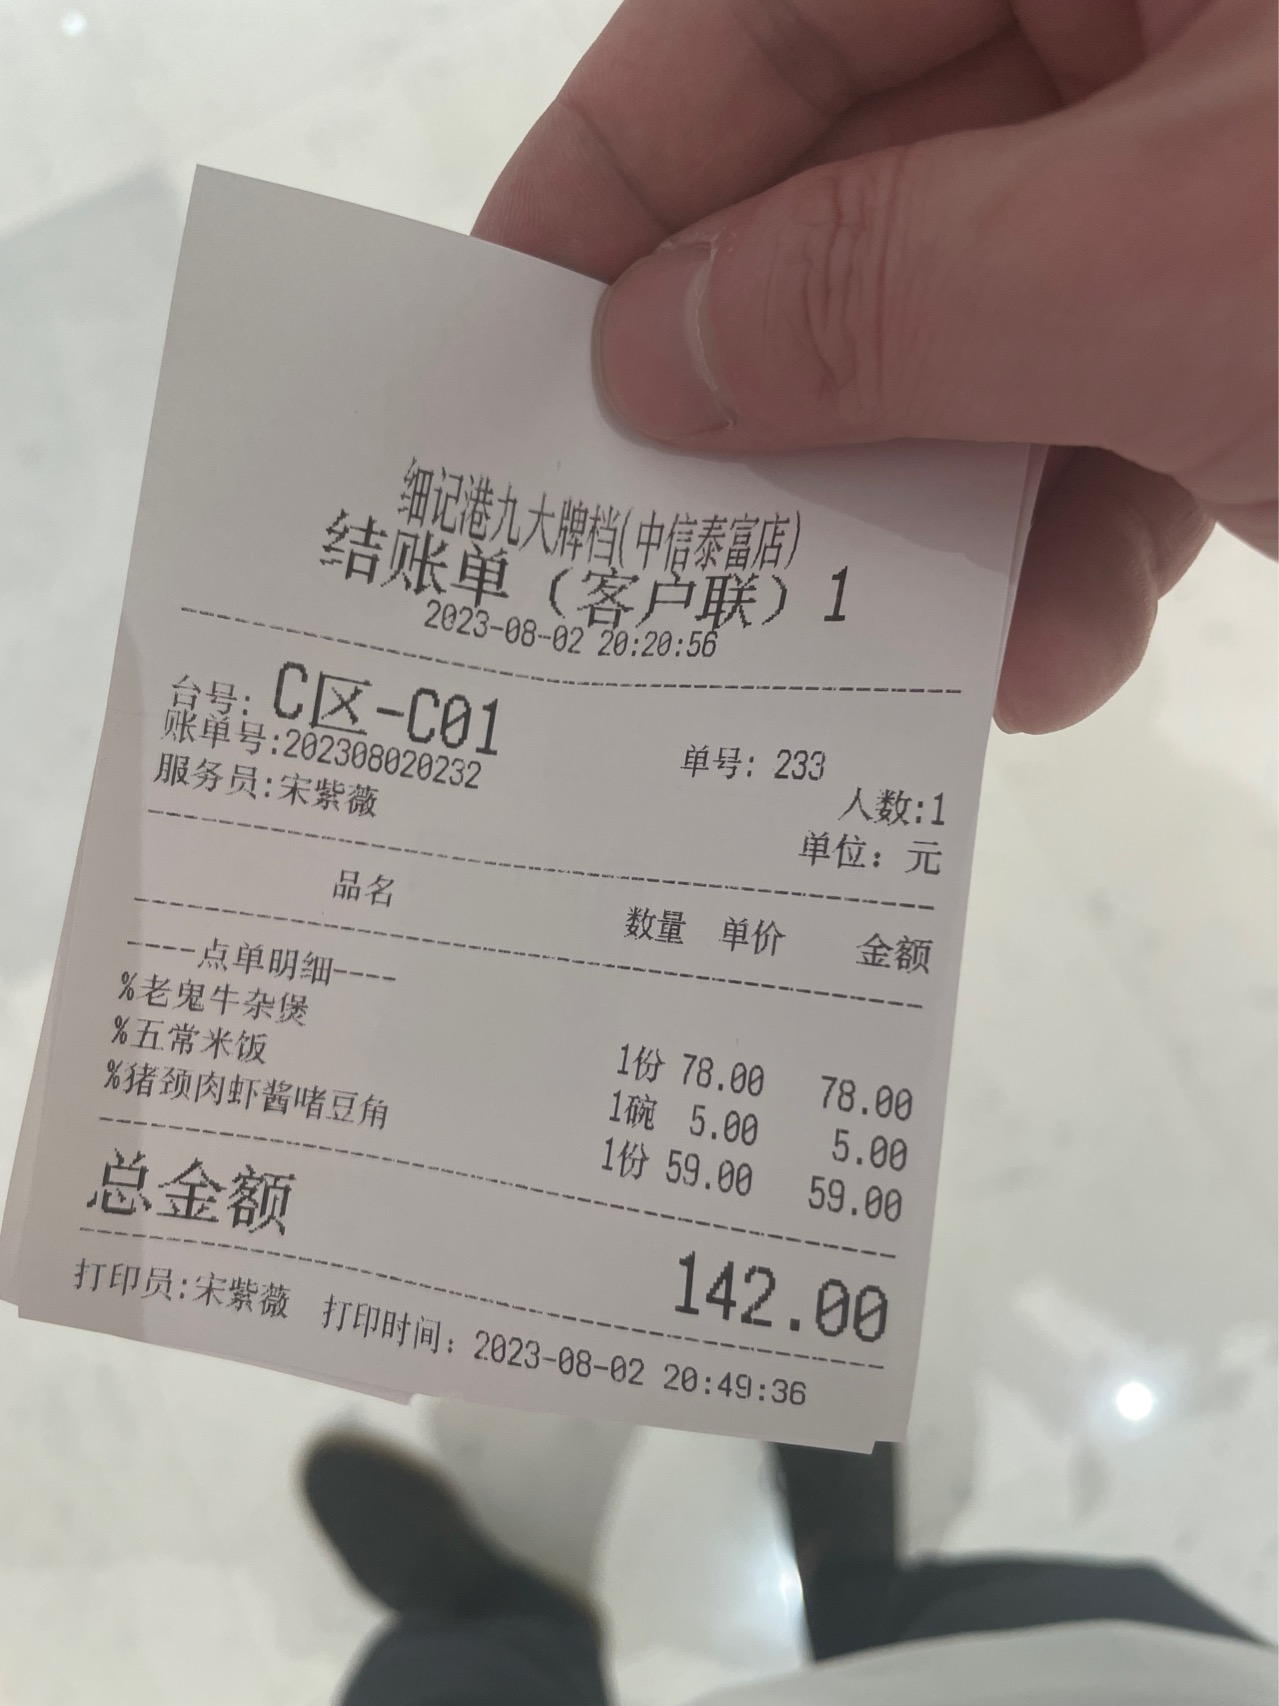 细记港九大牌档(中信泰富店)
结账单（客户联）1
2023-08-02 20:20:56
台号: C区-C01 单号: 233
账单号:202308020232 人数:1
服务员:宋紫薇 单位: 元
品名 数量 单价 金额
----点单明细----
%老鬼牛杂煲 1份 78.00 78.00
%五常米饭 1碗 5.00 5.00
%猪颈肉虾酱啫豆角 1份 59.00 59.00
总金额 142.00
打印员:宋紫薇 打印时间: 2023-08-02 20:49:36